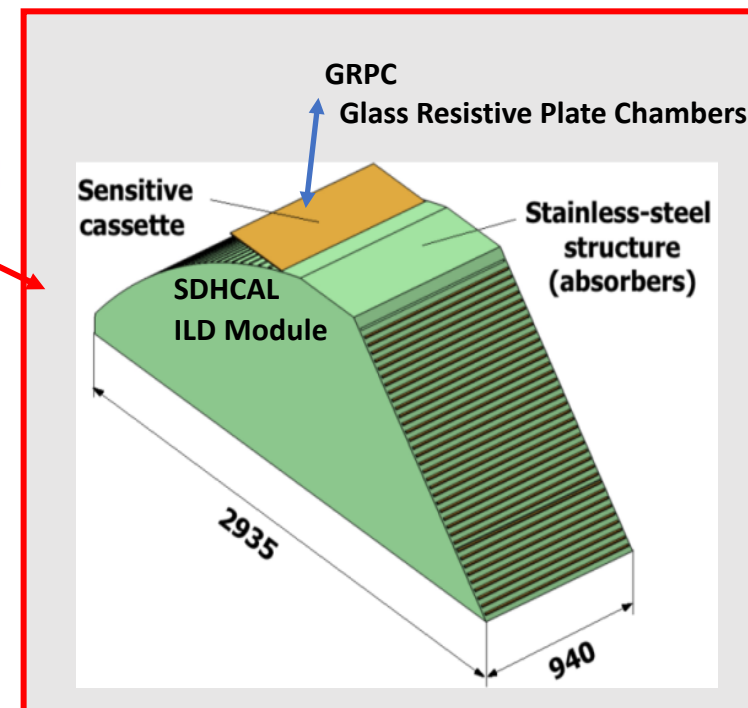 GRPC
Glass Resistive Plate Chambers
Sensitive
cassette
Stainless-steel
structure
(absorbers)
SDHCAL
ILD Module
2935
940